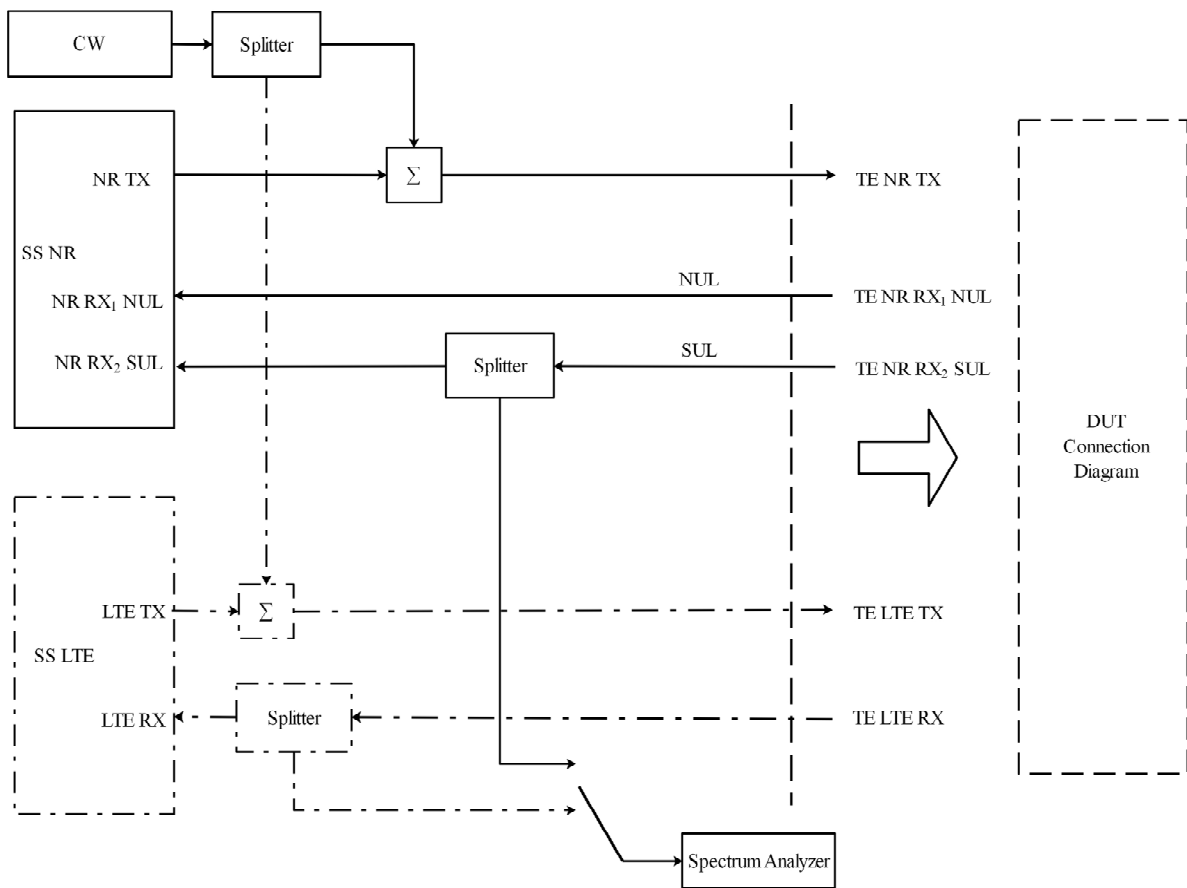 CW
Splitter
NR TX
Σ
TE NR TX
SS NR
NUL
NR RX₁ NUL
TE NR RX₁ NUL
SUL
NR RX₂ SUL
Splitter
TE NR RX₂ SUL
DUT
Connection
Diagram
LTE TX
Σ
TE LTE TX
SS LTE
LTE RX
Splitter
TE LTE RX
Spectrum Analyzer